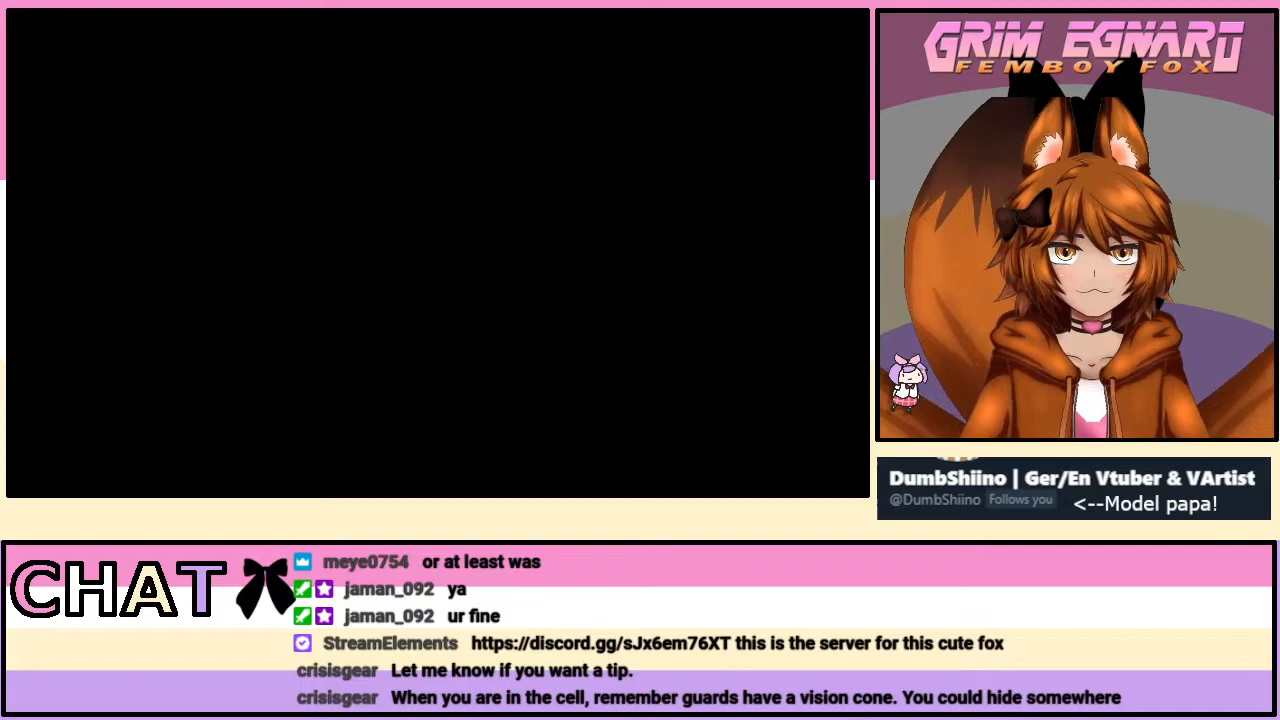 GRIM EGNART
FEMBOY FOX
DumbShiino | Ger/En Vtuber & VArtist
@DumbShiino Follows you <--Model papa!
CHAT
meye0754 or at least was
jaman_092 ya
jaman_092 ur fine
StreamElements https://discord.gg/sJx6em76XT this is the server for this cute fox
crisisgear Let me know if you want a tip.
crisisgear When you are in the cell, remember guards have a vision cone. You could hide somewhere